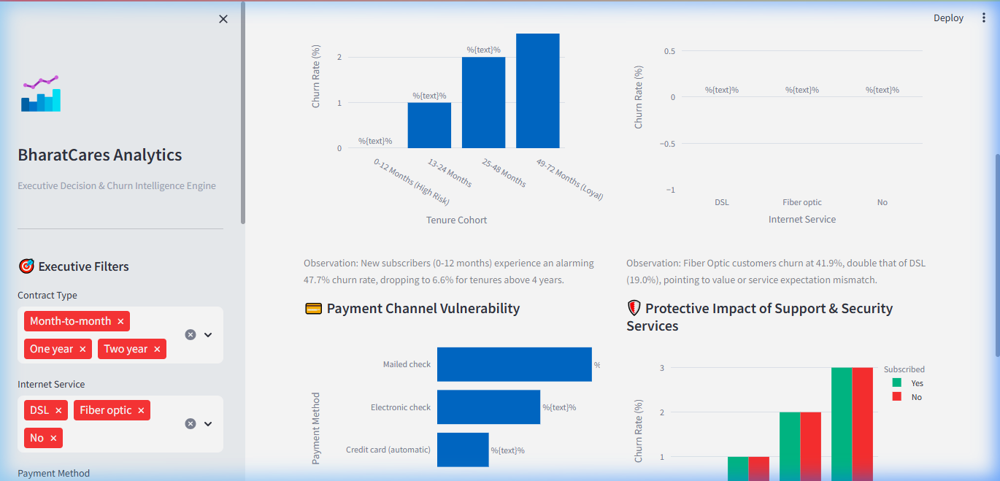 Deploy
BharatCares Analytics
Executive Decision & Churn Intelligence Engine
Executive Filters
Contract Type
Month-to-month ×
One year ×
Two year ×
Internet Service
DSL ×
Fiber optic ×
No ×
Payment Method
Churn Rate (%)
2
1
0
%{text}%
%{text}%
%{text}%
0-12 Months (High Risk)
13-24 Months
25-48 Months
49-72 Months (Loyal)
Tenure Cohort
Churn Rate (%)
0.5
0
−0.5
−1
%{text}%
%{text}%
%{text}%
DSL
Fiber optic
No
Internet Service
Observation: New subscribers (0-12 months) experience an alarming
47.7% churn rate, dropping to 6.6% for tenures above 4 years.
Observation: Fiber Optic customers churn at 41.9%, double that of DSL
(19.0%), pointing to value or service expectation mismatch.
Payment Channel Vulnerability
Payment Method
Mailed check
%
Electronic check
%{text}%
Credit card (automatic)
%{text}%
Protective Impact of Support & Security
Services
Churn Rate (%)
3
2
1
Subscribed
Yes
No